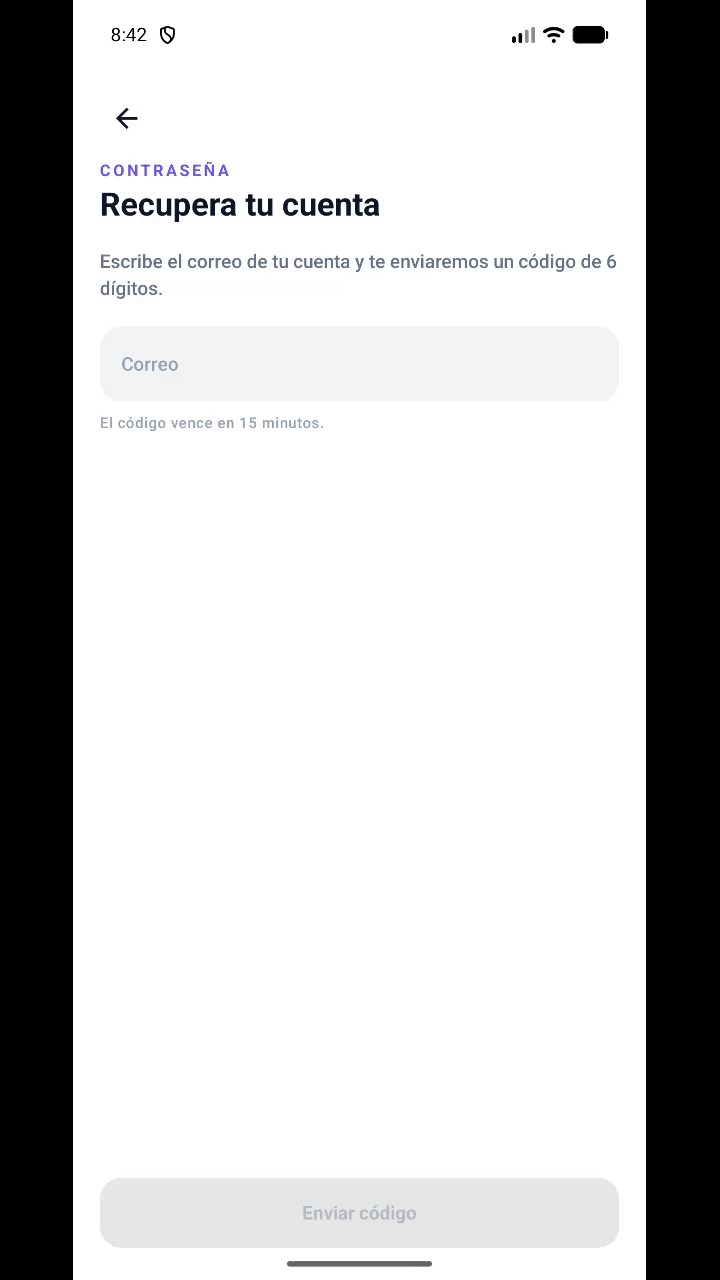 8:42
CONTRASEÑA
Recupera tu cuenta
Escribe el correo de tu cuenta y te enviaremos un código de 6
dígitos.
Correo
El código vence en 15 minutos.
Enviar código